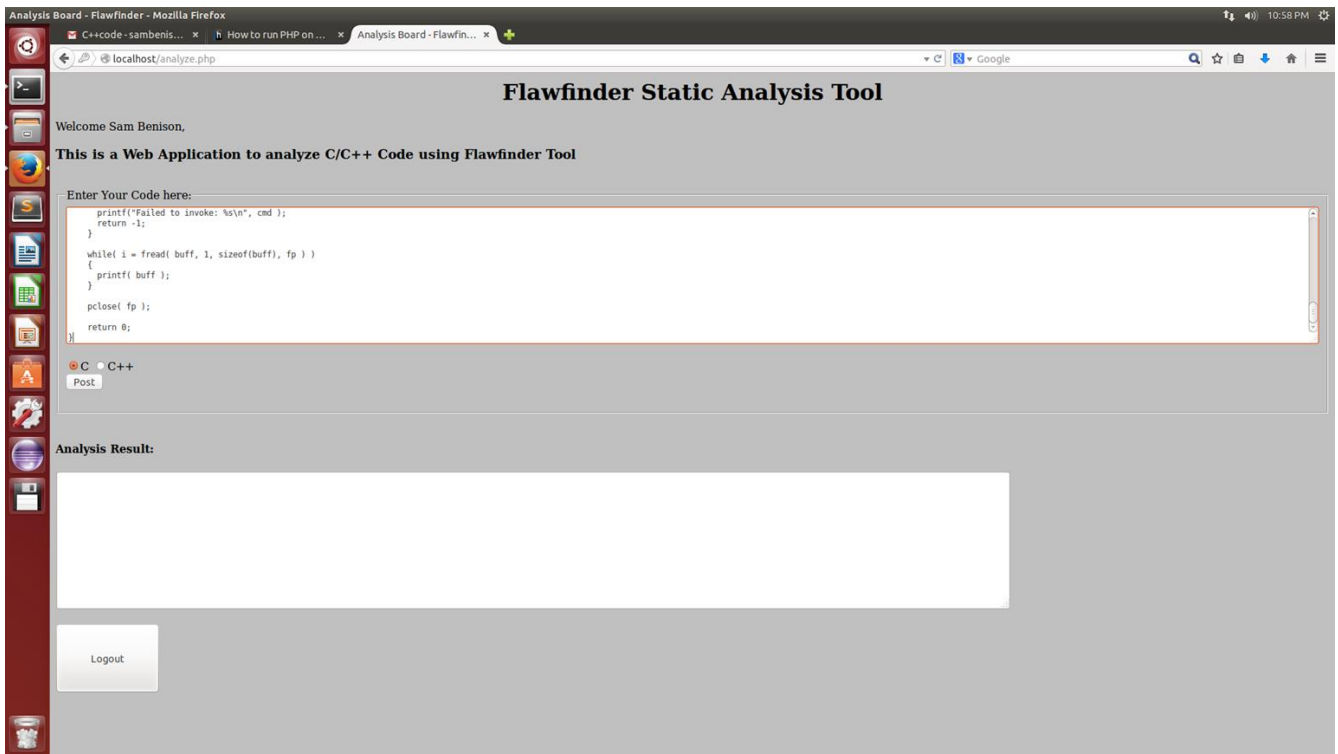 Analysis Board - Flawfinder - Mozilla Firefox
10:58 PM
C++code - sambenis...
How to run PHP on ...
Analysis Board - Flawfin...
localhost/analyze.php
Google
Flawfinder Static Analysis Tool
Welcome Sam Benison,
This is a Web Application to analyze C/C++ Code using Flawfinder Tool
Enter Your Code here:
printf("Failed to invoke: %s\n", cmd );
return -1;
}
while( i = fread( buff, 1, sizeof(buff), fp ) )
{
printf( buff );
}
pclose( fp );
return 0;
}
C C++
Post
Analysis Result:
Logout